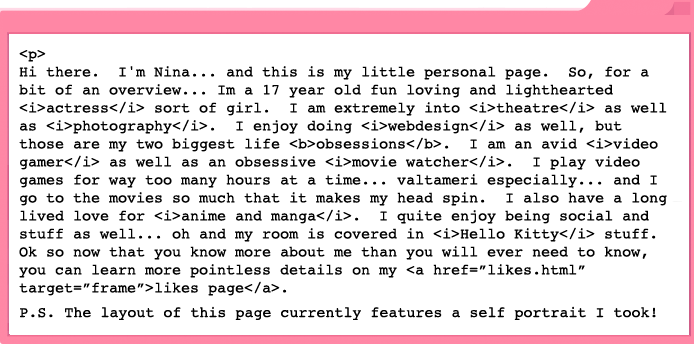 <p>
Hi there.  I'm Nina... and this is my little personal page.  So, for a
bit of an overview... Im a 17 year old fun loving and lighthearted
<i>actress</i> sort of girl.  I am extremely into <i>theatre</i> as well
as <i>photography</i>.  I enjoy doing <i>webdesign</i> as well, but
those are my two biggest life <b>obsessions</b>.  I am an avid <i>video
gamer</i> as well as an obsessive <i>movie watcher</i>.  I play video
games for way too many hours at a time... valtameri especially... and I
go to the movies so much that it makes my head spin.  I also have a long
lived love for <i>anime and manga</i>.  I quite enjoy being social and
stuff as well... oh and my room is covered in <i>Hello Kitty</i> stuff.
Ok so now that you know more about me than you will ever need to know,
you can learn more pointless details on my <a href=”likes.html”
target=”frame”>likes page</a>.
P.S. The layout of this page currently features a self portrait I took!